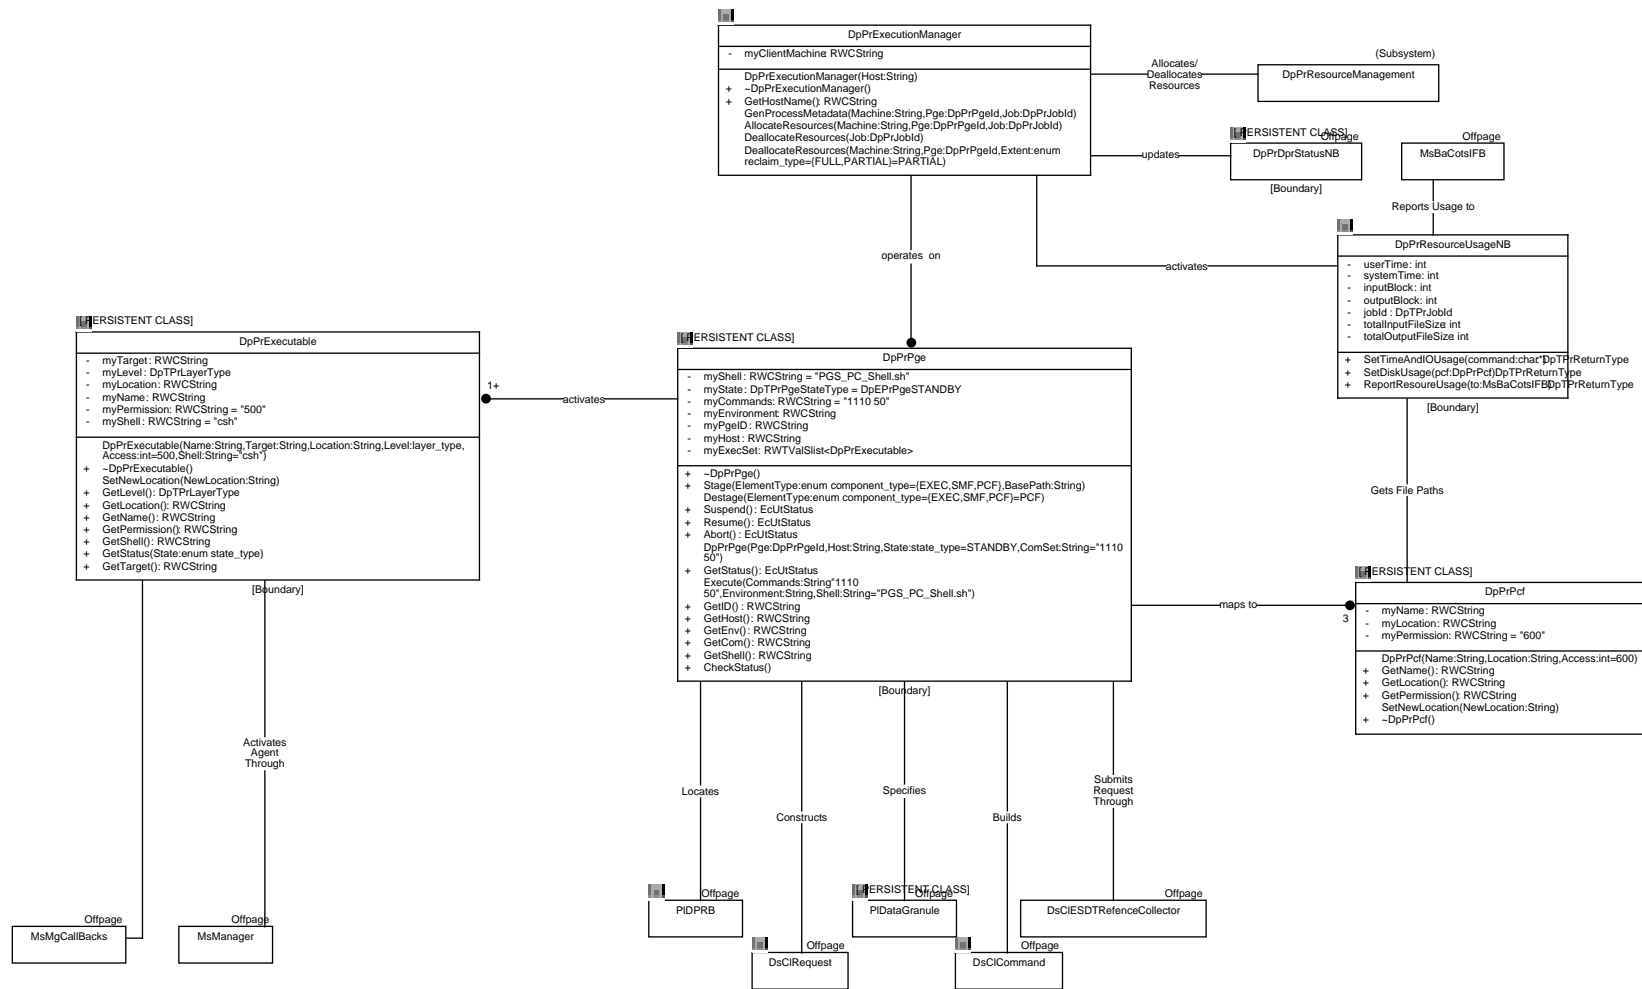 DpPrExecutionManager
- myClientMachine: RWCString
DpPrExecutionManager(Host:String)
+ ~DpPrExecutionManager()
+ GetHostName(): RWCString
GenProcessMetadata(Machine:String,Pge:DpPrPgeId,Job:DpPrJobId)
AllocateResources(Machine:String,Pge:DpPrPgeId,Job:DpPrJobId)
DeallocateResources(Job:DpPrJobId)
DeallocateResources(Machine:String,Pge:DpPrPgeId,Extent:enum
reclaim_type={FULL,PARTIAL}=PARTIAL)
Allocates/
Deallocates
Resources
(Subsystem)
DpPrResourceManagement
updates
[PERSISTENT CLASS]
Offpage
DpPrDprStatusNB
[Boundary]
Offpage
MsBaCotsIFB
Reports Usage to
operates on
activates
DpPrResourceUsageNB
- userTime: int
- systemTime: int
- inputBlock: int
- outputBlock: int
- jobId: DpTPrJobId
- totalInputFileSize: int
- totalOutputFileSize: int
+ SetTimeAndIOUsage(command:char*)DpTPrReturnType
+ SetDiskUsage(pcf:DpPrPcf)DpTPrReturnType
+ ReportResoureUsage(to:MsBaCotsIFB)DpTPrReturnType
[Boundary]
Gets File Paths
[PERSISTENT CLASS]
DpPrExecutable
- myTarget: RWCString
- myLevel: DpTPrLayerType
- myLocation: RWCString
- myName: RWCString
- myPermission: RWCString = "500"
- myShell: RWCString = "csh"
DpPrExecutable(Name:String,Target:String,Location:String,Level:layer_type,
Access:int=500,Shell:String="csh")
+ ~DpPrExecutable()
SetNewLocation(NewLocation:String)
+ GetLevel(): DpTPrLayerType
+ GetLocation(): RWCString
+ GetName(): RWCString
+ GetPermission(): RWCString
+ GetShell(): RWCString
+ GetStatus(State:enum state_type)
+ GetTarget(): RWCString
[Boundary]
1+
activates
[PERSISTENT CLASS]
DpPrPge
- myShell: RWCString = "PGS_PC_Shell.sh"
- myState: DpTPrPgeStateType = DpEPrPgeSTANDBY
- myCommands: RWCString = "1110 50"
- myEnvironment: RWCString
- myPgeID: RWCString
- myHost: RWCString
- myExecSet: RWTValSlist<DpPrExecutable>
+ ~DpPrPge()
+ Stage(ElementType:enum component_type={EXEC,SMF,PCF},BasePath:String)
Destage(ElementType:enum component_type={EXEC,SMF,PCF}=PCF)
+ Suspend(): EcUtStatus
+ Resume(): EcUtStatus
+ Abort(): EcUtStatus
DpPrPge(Pge:DpPrPgeId,Host:String,State:state_type=STANDBY,ComSet:String="1110
50")
+ GetStatus(): EcUtStatus
Execute(Commands:String"1110
50",Environment:String,Shell:String="PGS_PC_Shell.sh")
+ GetID(): RWCString
+ GetHost(): RWCString
+ GetEnv(): RWCString
+ GetCom(): RWCString
+ GetShell(): RWCString
+ CheckStatus()
[Boundary]
maps to
3
[PERSISTENT CLASS]
DpPrPcf
- myName: RWCString
- myLocation: RWCString
- myPermission: RWCString = "600"
DpPrPcf(Name:String,Location:String,Access:int=600)
+ GetName(): RWCString
+ GetLocation(): RWCString
+ GetPermission(): RWCString
SetNewLocation(NewLocation:String)
+ ~DpPrPcf()
Activates
Agent
Through
Locates
Constructs
Specifies
Builds
Submits
Request
Through
Offpage
MsMgCallBacks
Offpage
MsManager
Offpage
PlDPRB
Offpage
DsClRequest
[PERSISTENT CLASS]
Offpage
PlDataGranule
Offpage
DsClCommand
Offpage
DsClESDTRefenceCollector